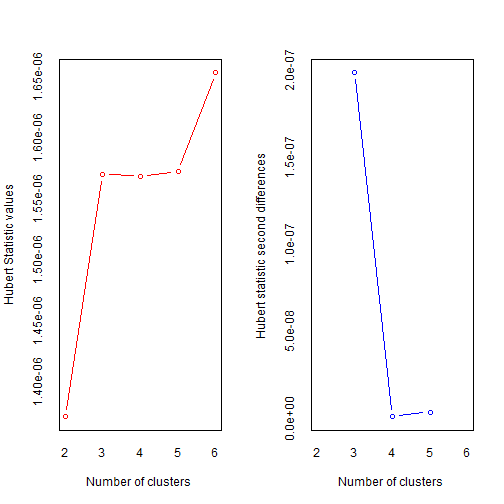 Hubert Statistic values
1.40e-06 1.45e-06 1.50e-06 1.55e-06 1.60e-06 1.65e-06
2 3 4 5 6
Number of clusters
Hubert statistic second differences
0.0e+00 5.0e-08 1.0e-07 1.5e-07 2.0e-07
2 3 4 5 6
Number of clusters